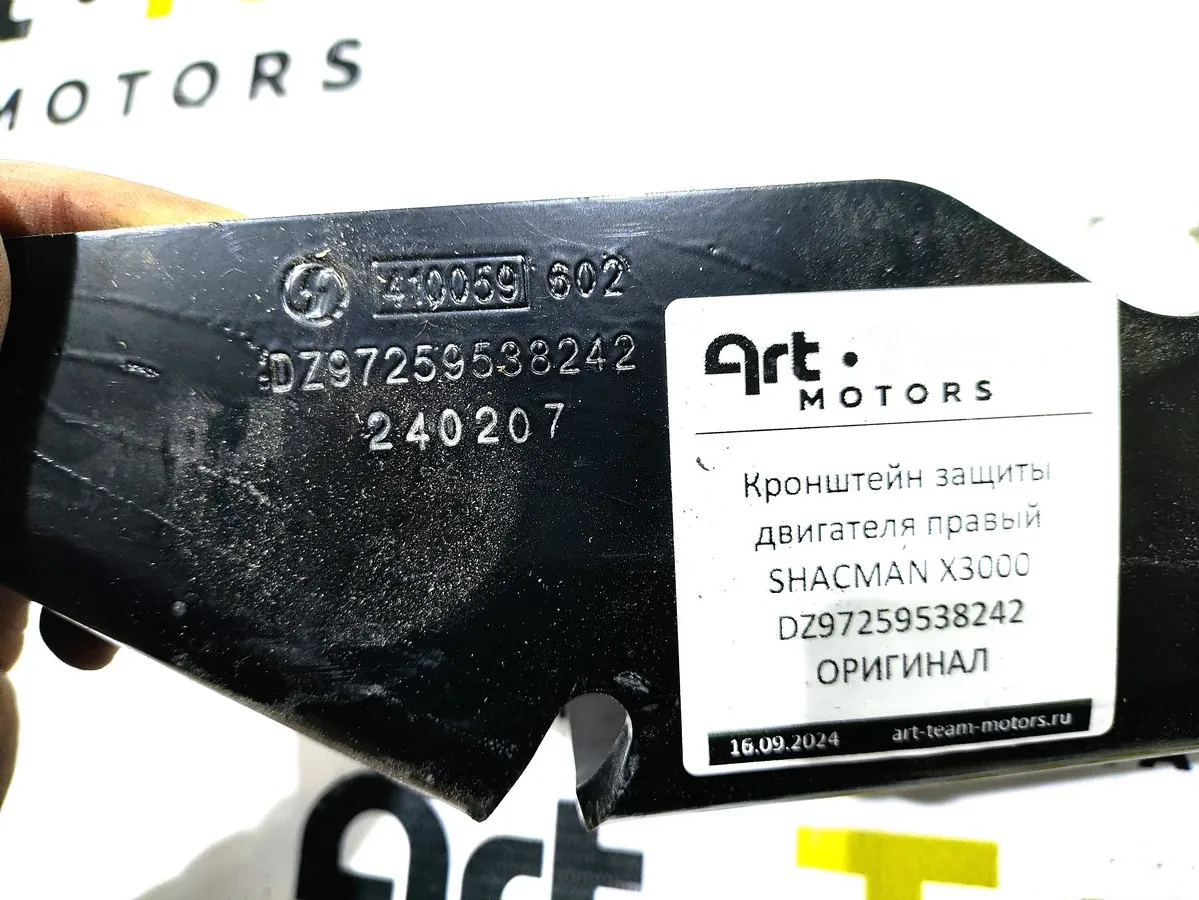 MOTORS
410059 602
DZ97259538242
240207
Art.
MOTORS
Кронштейн защиты
двигателя правый
SHACMAN X3000
DZ97259538242
ОРИГИНАЛ
16.09.2024 art-team-motors.ru
Art